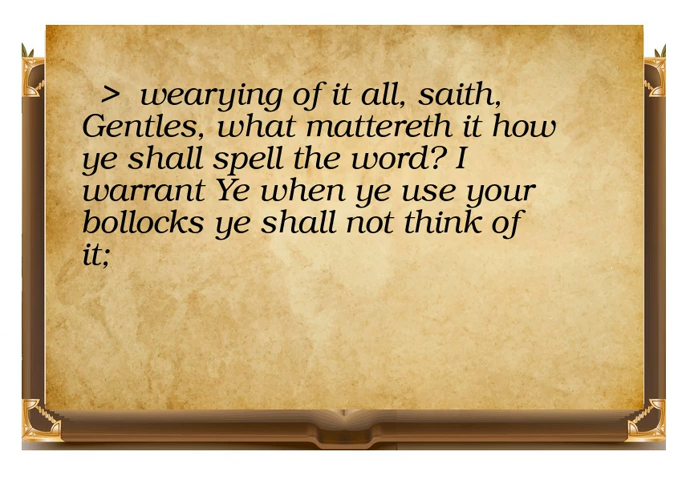 > wearying of it all, saith,
Gentles, what mattereth it how
ye shall spell the word? I
warrant Ye when ye use your
bollocks ye shall not think of
it;